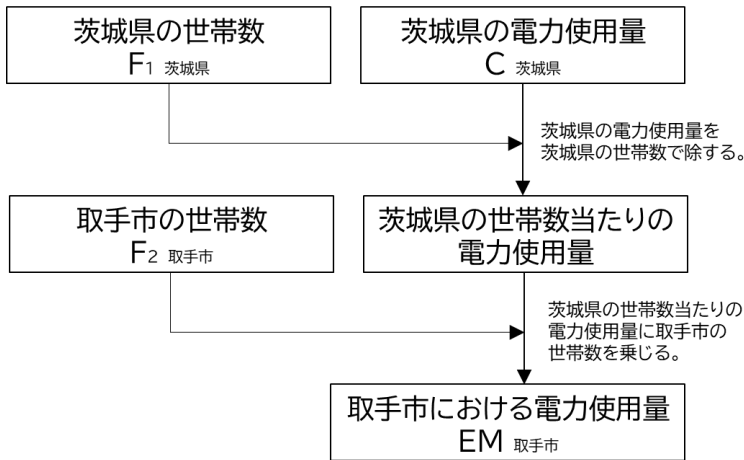 茨城県の世帯数
F1 茨城県
茨城県の電力使用量
C 茨城県
茨城県の電力使用量を
茨城県の世帯数で除する。
取手市の世帯数
F2 取手市
茨城県の世帯数当たりの
電力使用量
茨城県の世帯数当たりの
電力使用量に取手市の
世帯数を乗じる。
取手市における電力使用量
EM 取手市